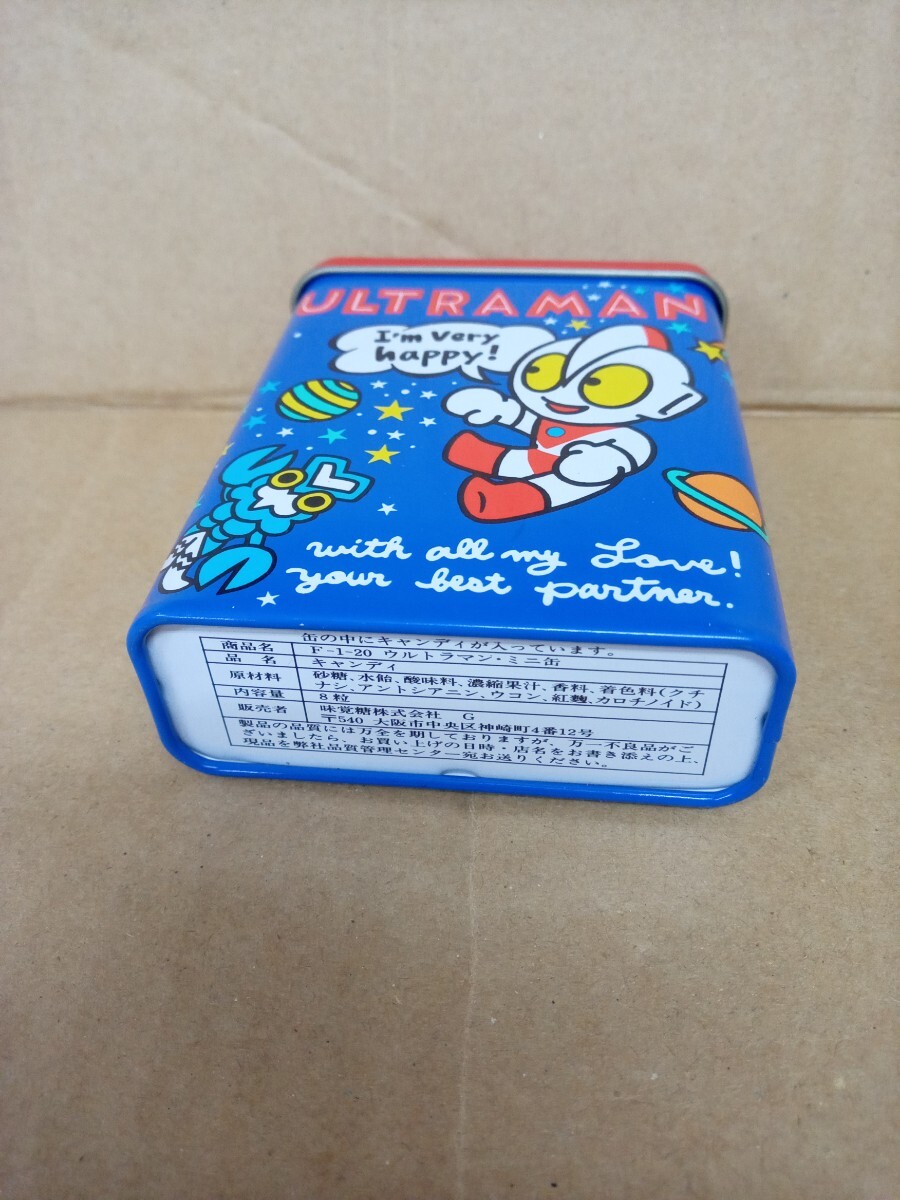 ULTRAMAN
I'm very
happy!
with all my Love!
your best partner.
缶の中にキャンディが入っています。
商品名 F-1-20 ウルトラマン・ミニ缶
品名 キャンディ
原材料 砂糖、水飴、酸味料、濃縮果汁、香料、着色料(クチ
ナシ、アントシアニン、ウコン、紅麴、カロチノイド)
内容量 8粒
販売者 味覚糖株式会社 G
〒540 大阪市中央区神崎町4番12号
製品の品質には万全を期しておりますが、万一不良品がご
ざいましたら、お買い上げの日時・店名をお書き添えの上、
現品を弊社品質管理センター宛お送りください。